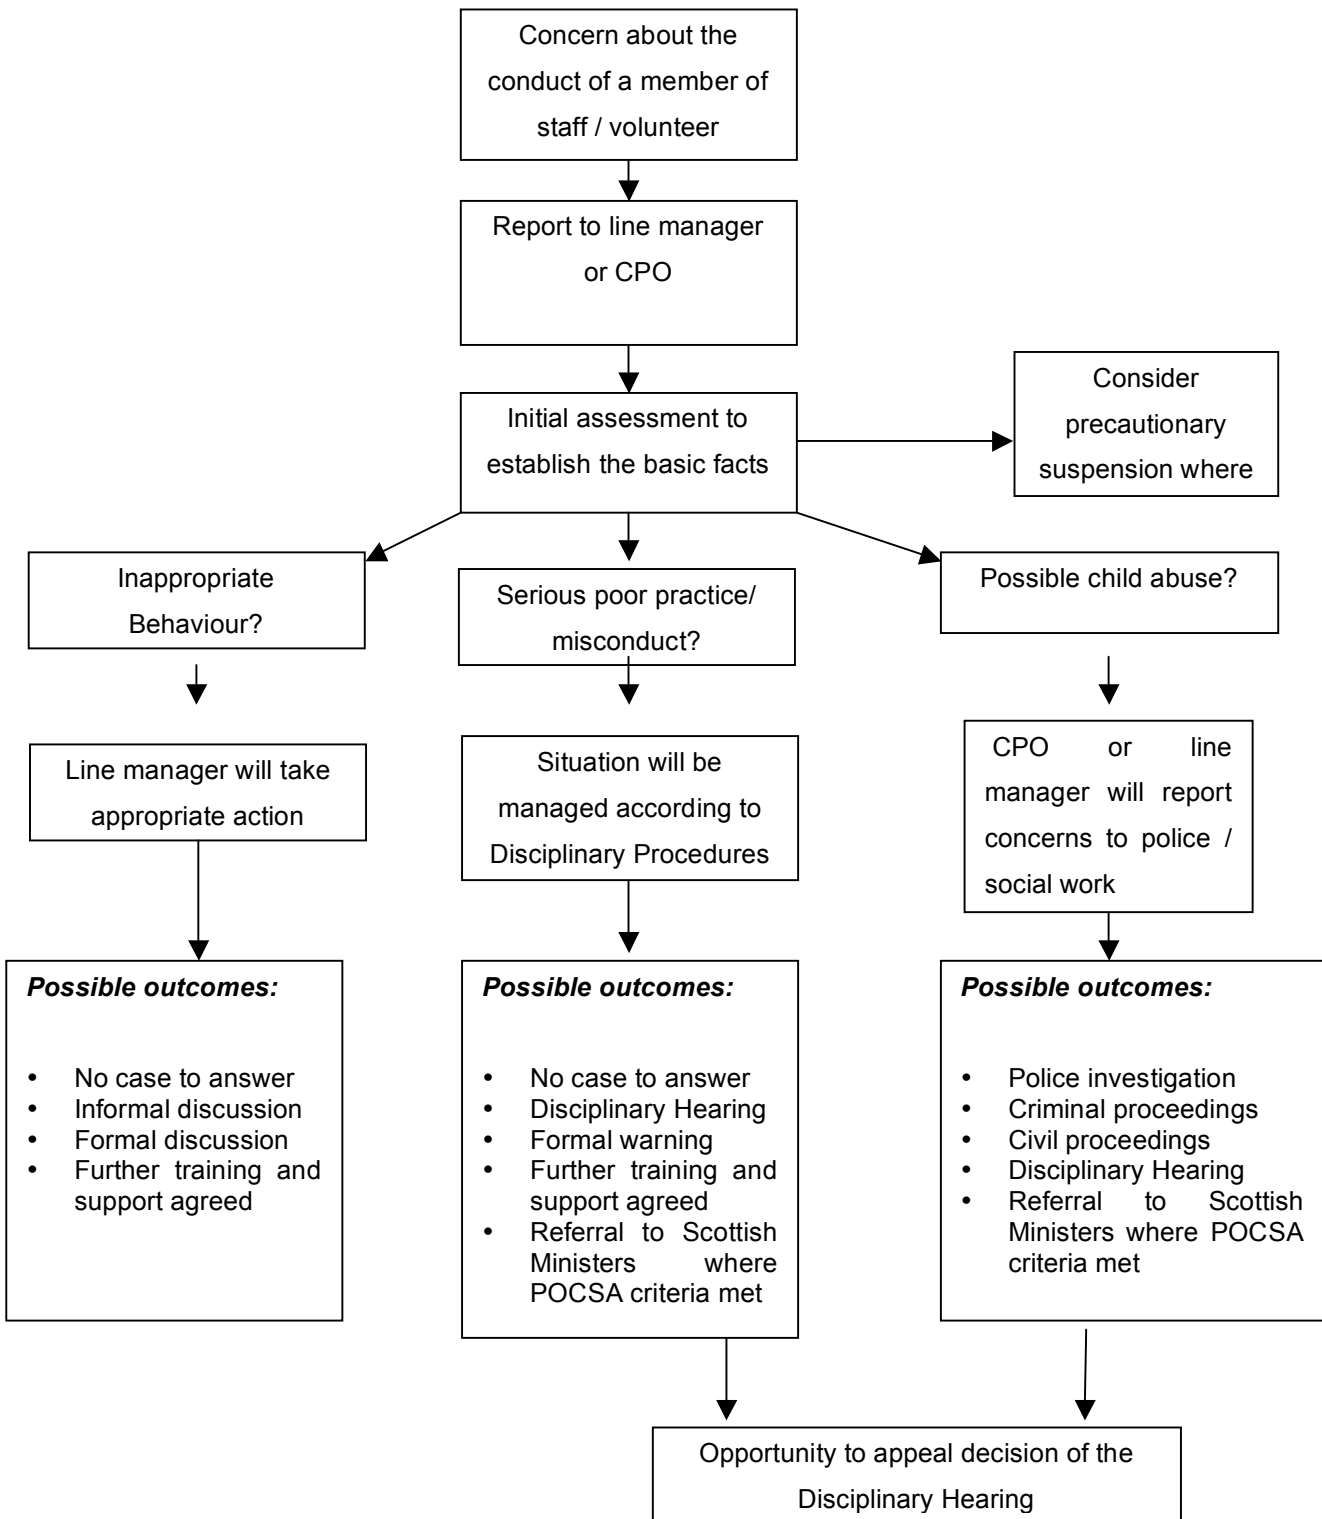 Concern about the
conduct of a member of
staff / volunteer
Report to line manager
or CPO
Initial assessment to
establish the basic facts
Consider
precautionary
suspension where
Inappropriate
Behaviour?
Serious poor practice/
misconduct?
Possible child abuse?
Line manager will take
appropriate action
Situation will be
managed according to
Disciplinary Procedures
CPO or line
manager will report
concerns to police /
social work
Possible outcomes:
• No case to answer
• Informal discussion
• Formal discussion
• Further training and
support agreed
Possible outcomes:
• No case to answer
• Disciplinary Hearing
• Formal warning
• Further training and
support agreed
• Referral to Scottish
Ministers where
POCSA criteria met
Possible outcomes:
• Police investigation
• Criminal proceedings
• Civil proceedings
• Disciplinary Hearing
• Referral to Scottish
Ministers where POCSA
criteria met
Opportunity to appeal decision of the
Disciplinary Hearing